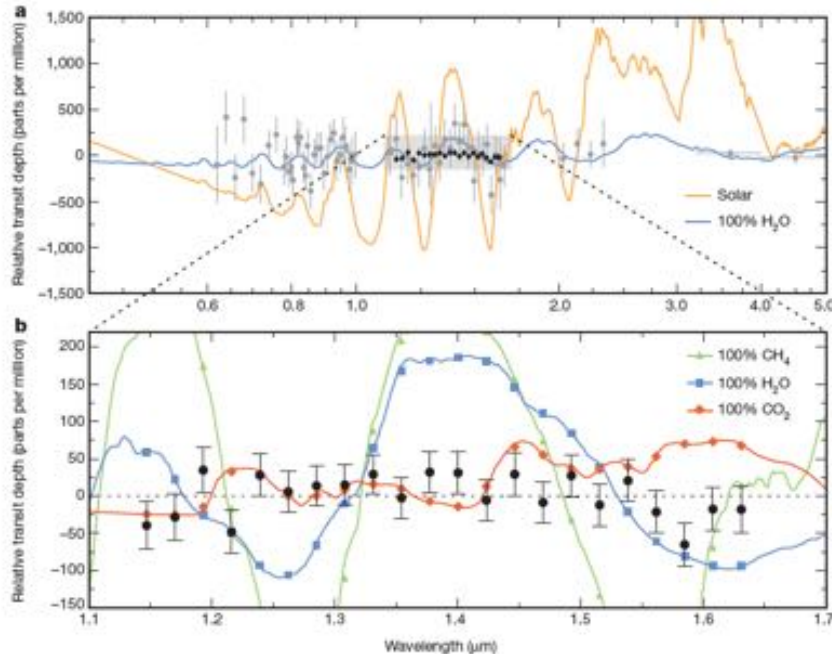 a
1,500
1,000
500
0
−500
−1,000
−1,500
Relative transit depth (parts per million)
Solar
100% H₂O
0.6
0.8
1.0
2.0
3.0
4.0
5.0
b
200
150
100
50
0
−50
−100
−150
Relative transit depth (parts per million)
100% CH₄
100% H₂O
100% CO₂
1.1
1.2
1.3
1.4
1.5
1.6
1.7
Wavelength (μm)